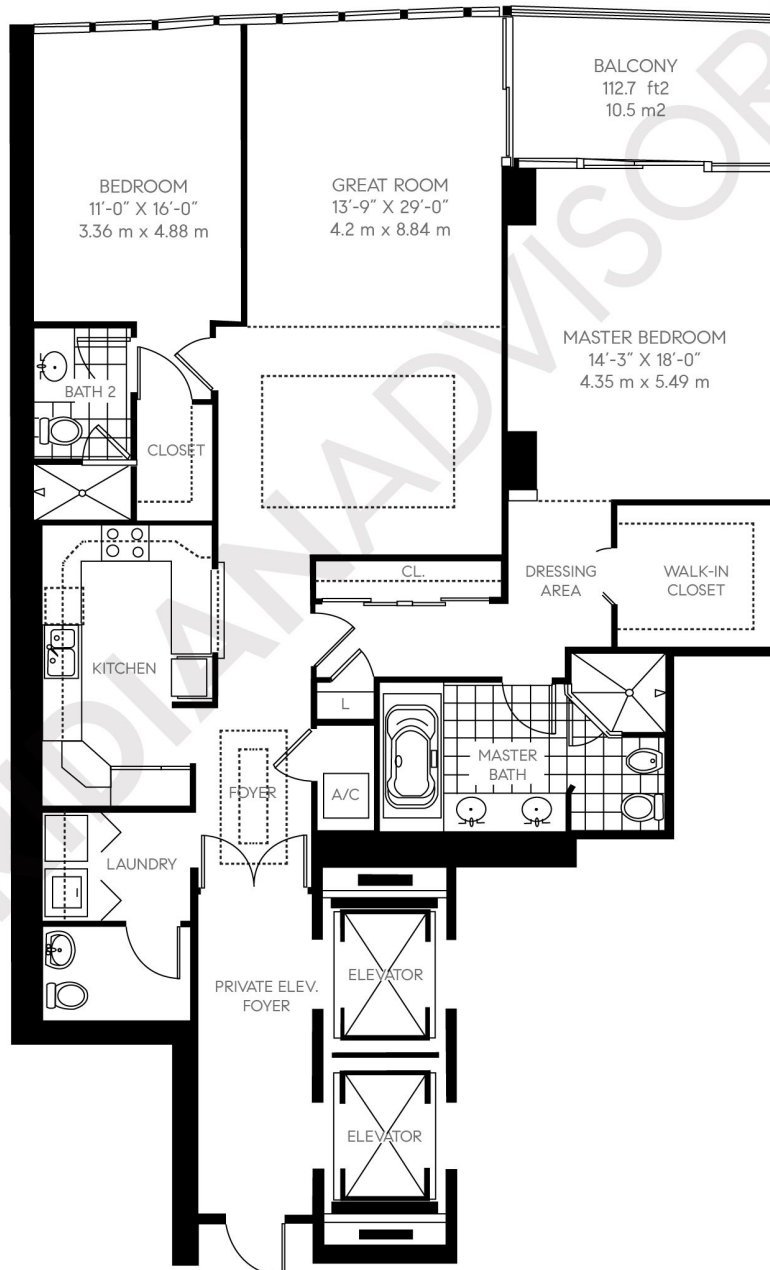 BALCONY
112.7 ft2
10.5 m2
BEDROOM
11'-0" X 16'-0"
3.36 m x 4.88 m
GREAT ROOM
13'-9" X 29'-0"
4.2 m x 8.84 m
MASTER BEDROOM
14'-3" X 18'-0"
4.35 m x 5.49 m
BATH 2
CLOSET
CL.
DRESSING
AREA
WALK-IN
CLOSET
KITCHEN
L
MASTER
BATH
FOYER
A/C
LAUNDRY
PRIVATE ELEV.
FOYER
ELEVATOR
ELEVATOR
NIDIANADVISOR